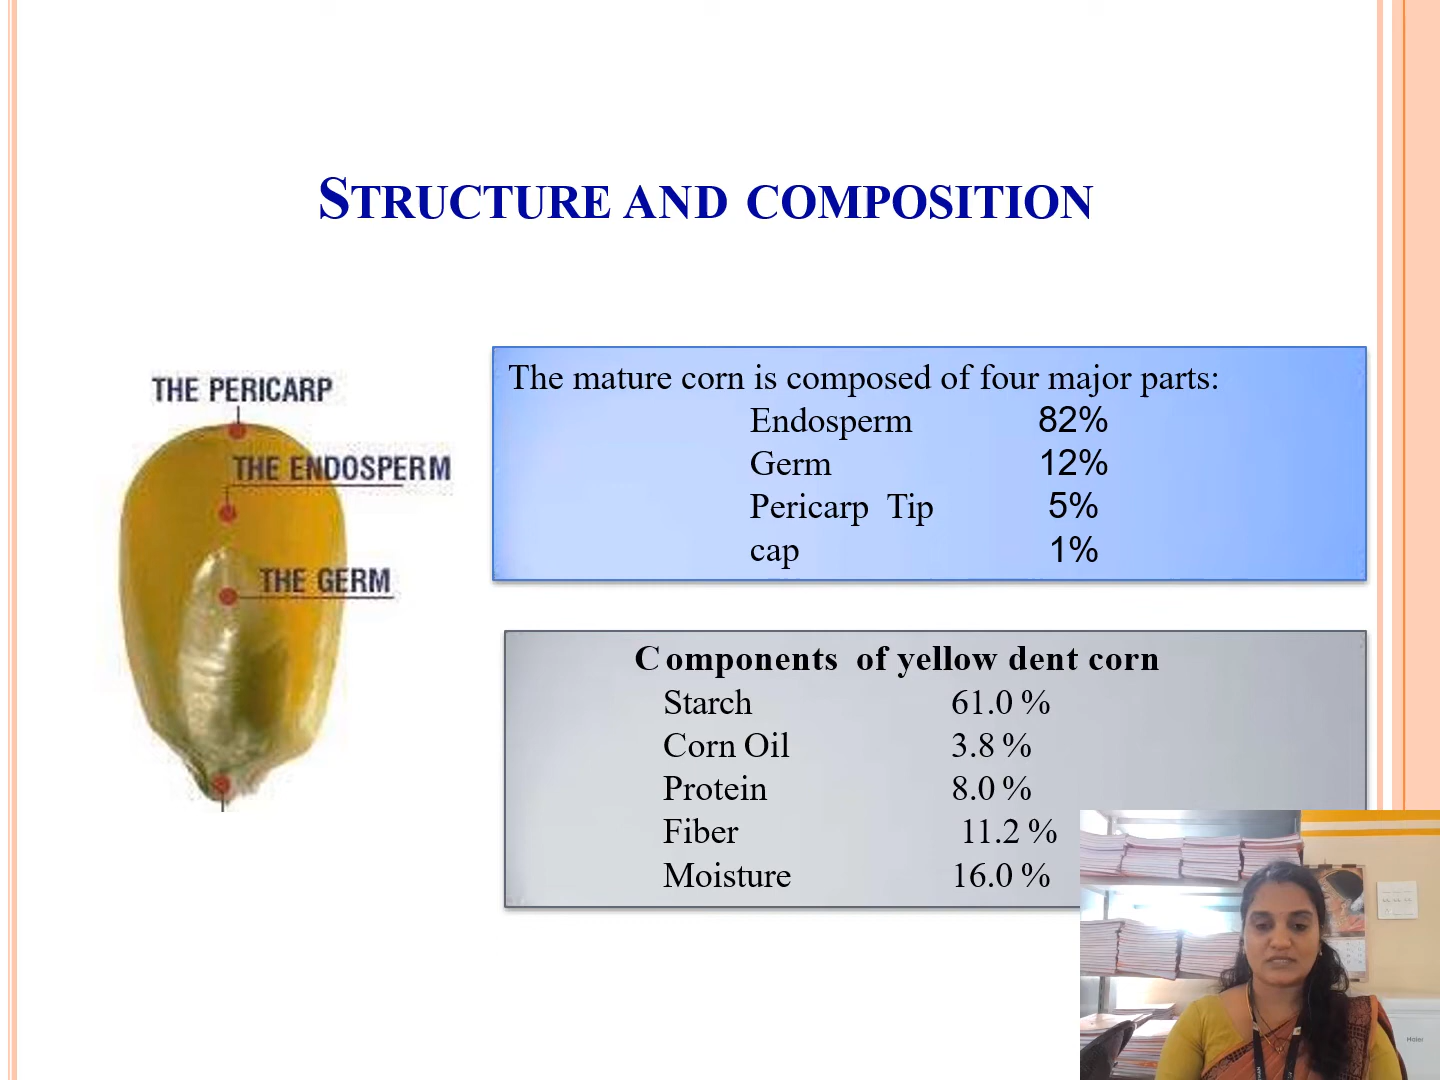 STRUCTURE AND COMPOSITION
THE PERICARP
THE ENDOSPERM
THE GERM
The mature corn is composed of four major parts:
Endosperm 82%
Germ 12%
Pericarp Tip 5%
cap 1%
Components of yellow dent corn
Starch 61.0 %
Corn Oil 3.8 %
Protein 8.0 %
Fiber 11.2 %
Moisture 16.0 %
Haier